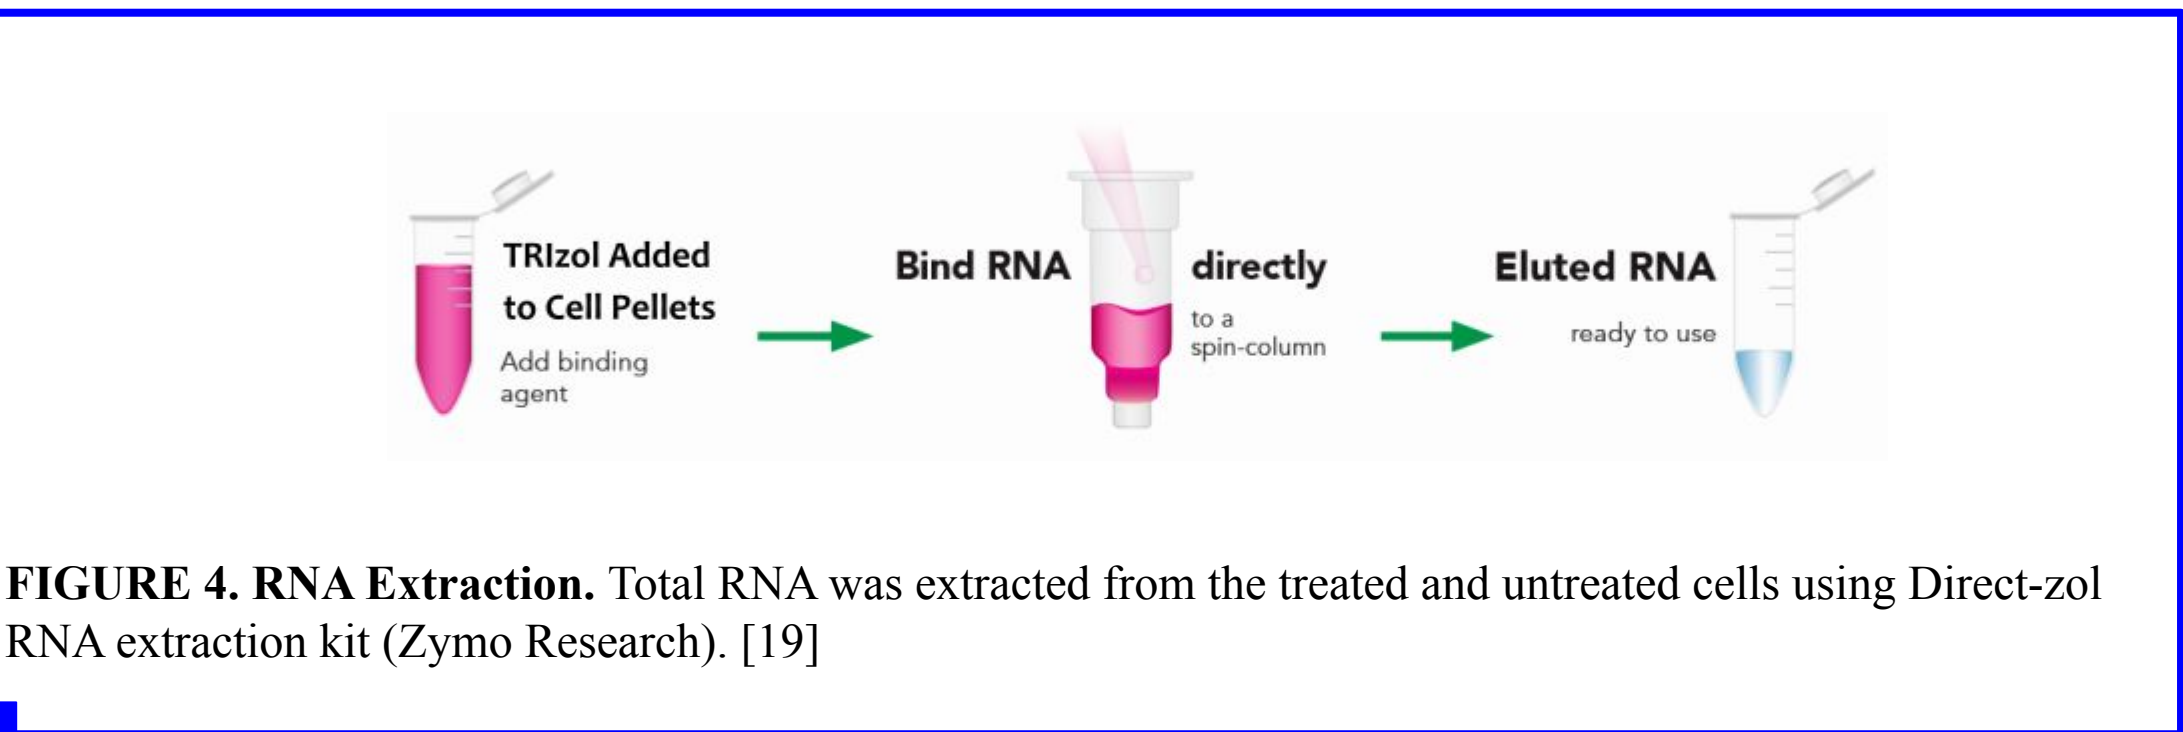 TRIzol Added
to Cell Pellets
Add binding
agent
Bind RNA directly
to a
spin-column
Eluted RNA
ready to use
FIGURE 4. RNA Extraction. Total RNA was extracted from the treated and untreated cells using Direct-zol
RNA extraction kit (Zymo Research). [19]